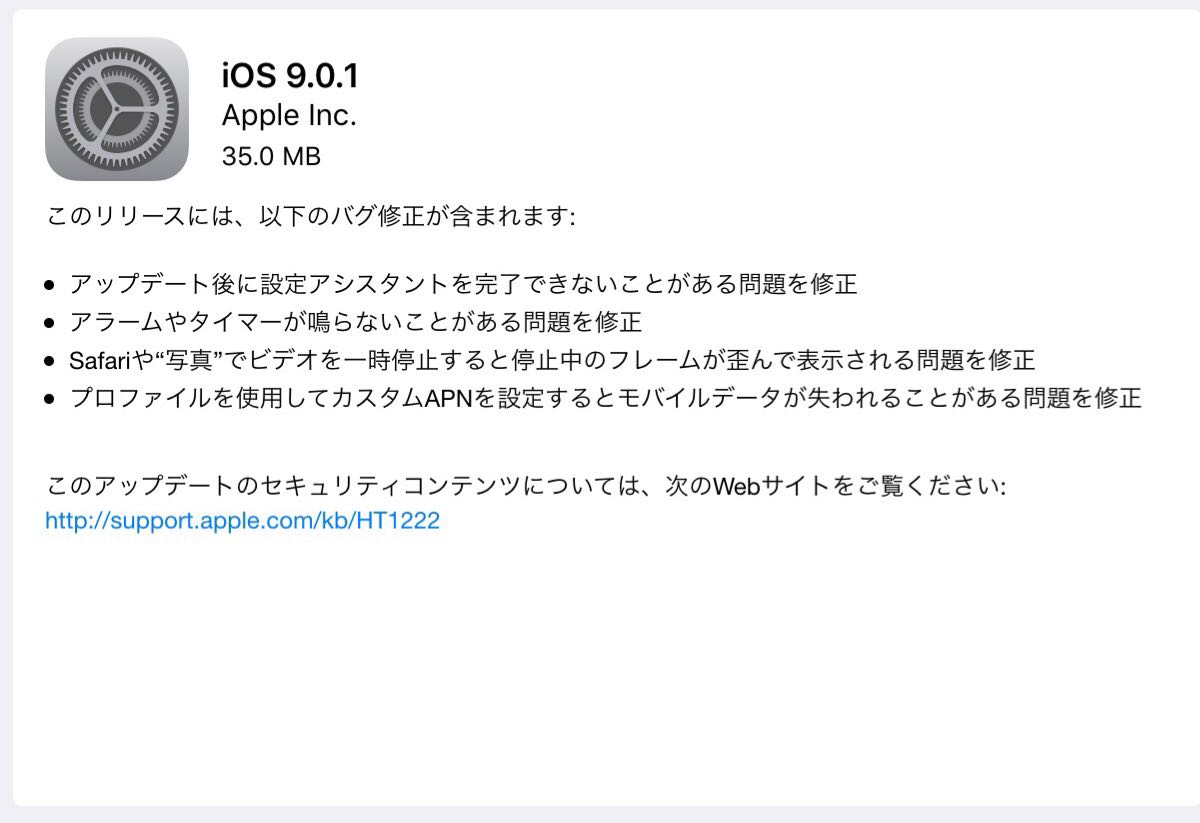 iOS 9.0.1
Apple Inc.
35.0 MB
このリリースには、以下のバグ修正が含まれます:
• アップデート後に設定アシスタントを完了できないことがある問題を修正
• アラームやタイマーが鳴らないことがある問題を修正
• Safariや“写真”でビデオを一時停止すると停止中のフレームが歪んで表示される問題を修正
• プロファイルを使用してカスタムAPNを設定するとモバイルデータが失われることがある問題を修正
このアップデートのセキュリティコンテンツについては、次のWebサイトをご覧ください:
http://support.apple.com/kb/HT1222